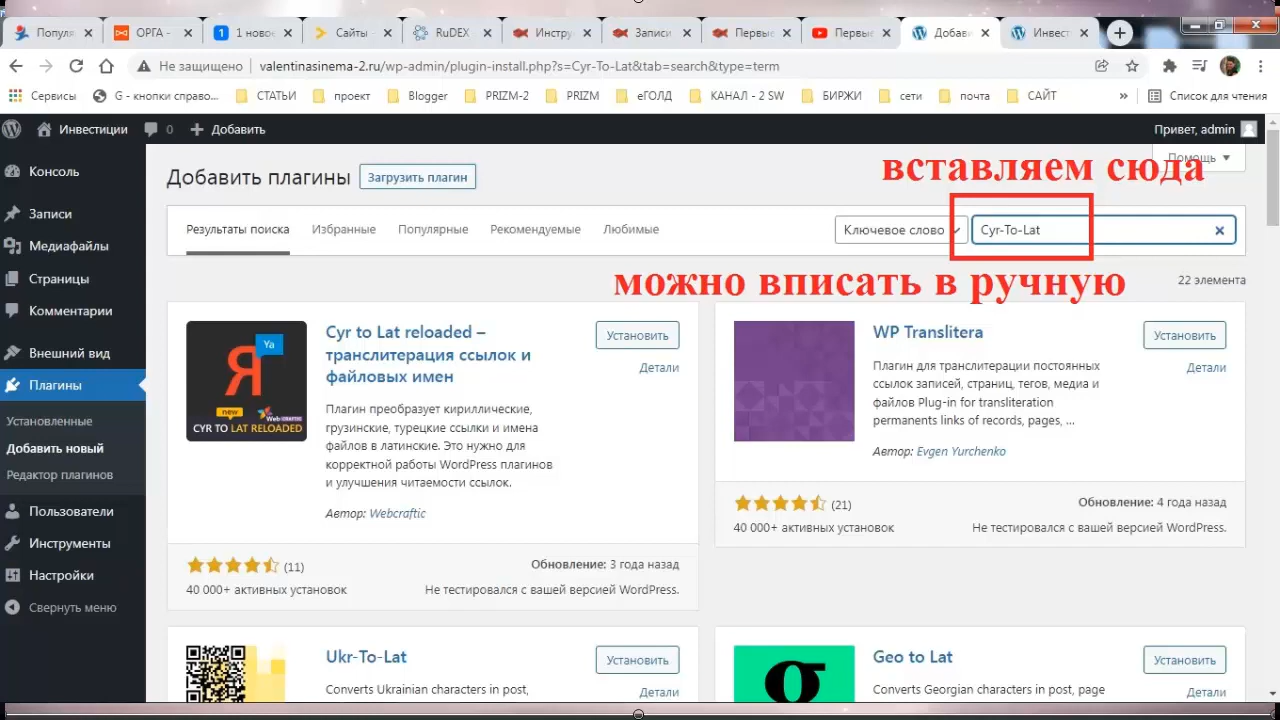 Популя
ОРГА -
1 новос
Сайты -
RuDEX
Инстру
Записи
Первые
Первые
Добави
Инвест
Не защищено
valentinasinema-2.ru/wp-admin/plugin-install.php?s=Cyr-To-Lat&tab=search&type=term
Сервисы
G - кнопки справо...
СТАТЬИ
проект
Blogger
PRIZM-2
PRIZM
еГОЛД
КАНАЛ - 2 SW
БИРЖИ
сети
почта
САЙТ
»
Список для чтения
Инвестиции
0
Добавить
Привет, admin
Консоль
Записи
Медиафайлы
Страницы
Комментарии
Внешний вид
Плагины
Установленные
Добавить новый
Редактор плагинов
Пользователи
Инструменты
Настройки
Свернуть меню
Добавить плагины
Загрузить плагин
Помощь
вставляем сюда
Результаты поиска
Избранные
Популярные
Рекомендуемые
Любимые
Ключевое слово
Cyr-To-Lat
можно вписать в ручную
22 элемента
Я
Ya
new
Web CRAFTIC
CYR TO LAT RELOADED
Cyr to Lat reloaded –
транслитерация ссылок и
файловых имен
Установить
Детали
Плагин преобразует кириллические,
грузинские, турецкие ссылки и имена
файлов в латинские. Это нужно для
корректной работы WordPress плагинов
и улучшения читаемости ссылок.
Автор: Webcraftic
(11)
Обновление: 3 года назад
40 000+ активных установок
Не тестировался с вашей версией WordPress.
WP Translitera
Установить
Детали
Плагин для транслитерации постоянных
ссылок записей, страниц, тегов, медиа и
файлов Plug-in for transliteration
permanents links of records, pages, ...
Автор: Evgen Yurchenko
(21)
Обновление: 4 года назад
40 000+ активных установок
Не тестировался с вашей версией WordPress.
Ukr-To-Lat
Установить
Детали
Converts Ukrainian characters in post,
Geo to Lat
Установить
Детали
Converts Georgian characters in post, page